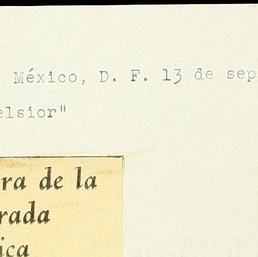 México, D. F. 13 de sep
elsior"
ra de la
rada
ica